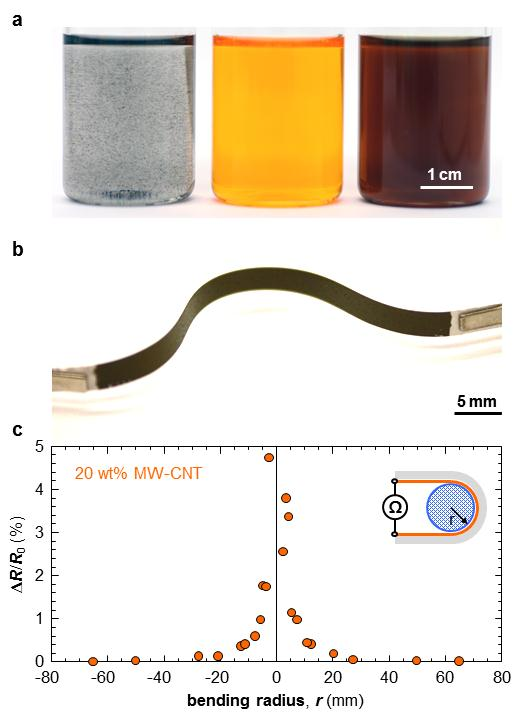 a
1 cm
b
5 mm
c
5
4
3
2
1
0
ΔR/R0 (%)
20 wt% MW-CNT
Ω
r
-80 -60 -40 -20 0 20 40 60 80
bending radius, r (mm)